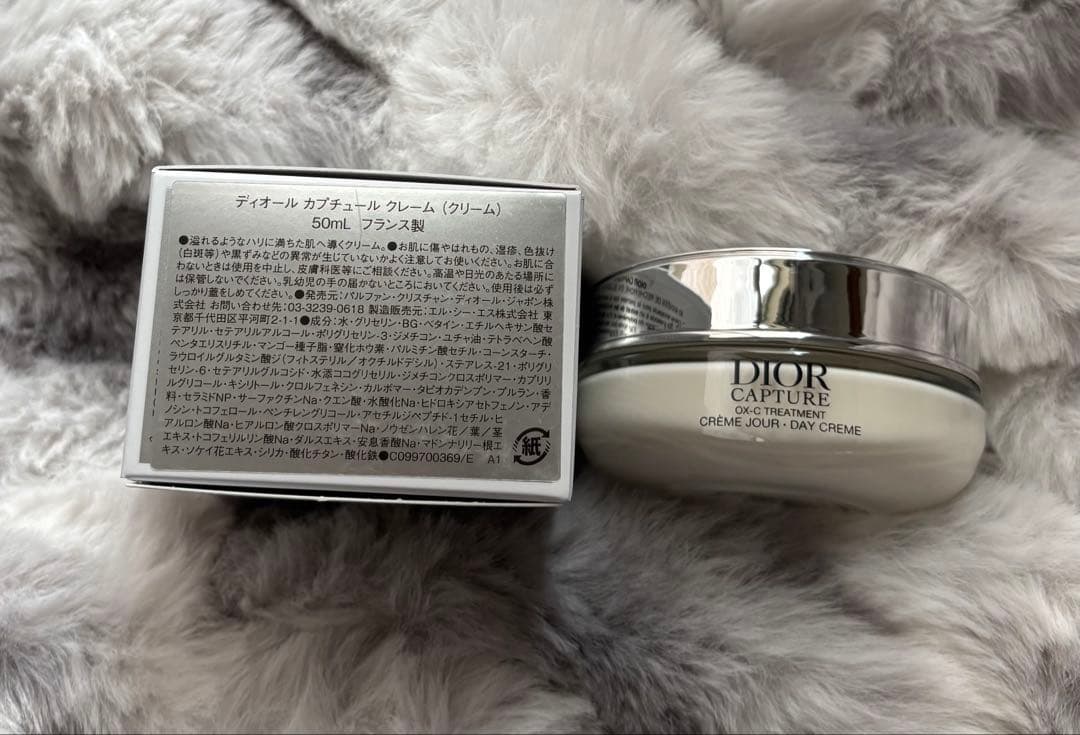 ディオール カプチュール クレーム（クリーム）
50mL フランス製
●溢れるようなハリに満ちた肌へ導くクリーム。●お肌に傷やはれもの、湿疹、色抜け
（白斑等）や黒ずみなどの異常が生じていないかよく注意してお使いください。お肌に合
わないときは使用を中止し、皮膚科医等にご相談ください。高温や日光のあたる場所に
は保管しないでください。乳幼児の手の届かないところにおいてください。使用後は必ず
しっかり蓋をしめてください。●発売元：パルファン・クリスチャン・ディオール・ジャポン株
式会社 お問い合わせ先：03-3239-0618 製造販売元：エル・シー・エス株式会社 東
京都千代田区平河町2-1-1●成分：水・グリセリン・BG・ベタイン・エチルヘキサン酸セ
テアリル・セテアリルアルコール・ポリグリセリン-3・ジメチコン・ユチャ油・テトラベヘン酸
ペンタエリスリチル・マンゴー種子脂・窒化ホウ素・パルミチン酸セチル・コーンスターチ・
ラウロイルグルタミン酸ジ（フィトステリル／オクチルドデシル）・ステアレス-21・ポリグリ
セリン-6・セテアリルグルコシド・水添ココグリセリル・ジメチコンクロスポリマー・カプリリ
ルグリコール・キシリトール・クロルフェネシン・カルボマー・タピオカデンプン・プルラン・香
料・セラミドNP・サーファクチンNa・クエン酸・水酸化Na・ヒドロキシアセトフェノン・アデ
ノシン・トコフェロール・ペンチレングリコール・アセチルジペプチド-1セチル・ヒ
アルロン酸Na・ヒアルロン酸クロスポリマーNa・ノウゼンハレン花／葉／茎
エキス・トコフェリルリン酸Na・ダルスエキス・安息香酸Na・マドンナリリー根エ
キス・ソケイ花エキス・シリカ・酸化チタン・酸化鉄●C099700369/E A1
紙
DIOR
CAPTURE
OX-C TREATMENT
CRÈME JOUR · DAY CREME